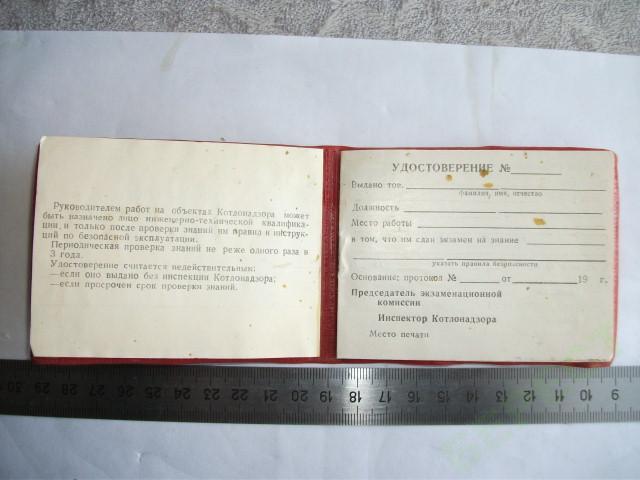 Руководителем работ на объектах Котлонадзора может
быть назначено лицо инженерно-технической квалифика-
ции, и только после проверки знаний им правил и инструк-
ций по безопасной эксплуатации.
Периодическая проверка знаний не реже одного раза в
3 года.
Удостоверение считается недействительным:
—если оно выдано без инспекции Котлонадзора;
—если просрочен срок проверки знаний.
УДОСТОВЕРЕНИЕ №
Выдано тов.
фамилия, имя, отчество
Должность
Место работы
в том, что им сдан экзамен на знание
указать правила безопасности
Основание: протокол № от 19 г.
Председатель экзаменационной
комиссии
Инспектор Котлонадзора
Место печати
30 29 28 27 26 25 24 23 22 21 20 19 18 17 16 15 14 13 12 11 10 9